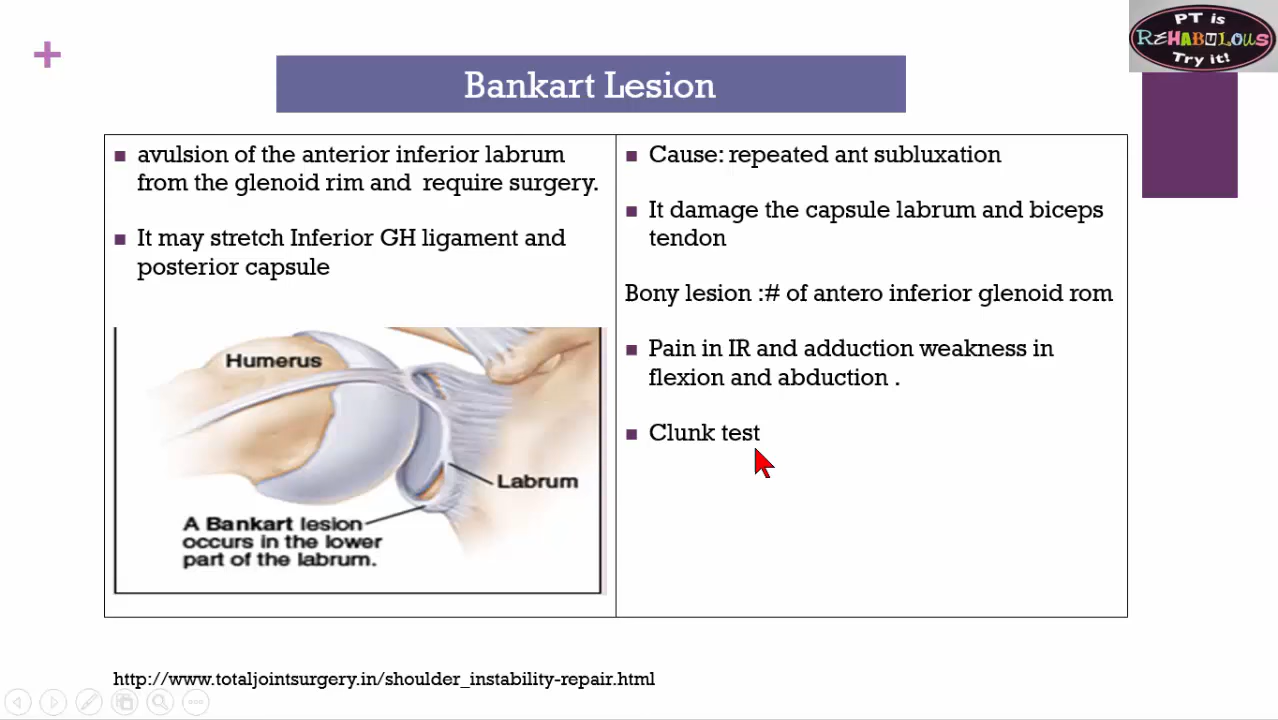 PT is
REHABULOUS
Try it!
Bankart Lesion
avulsion of the anterior inferior labrum
from the glenoid rim and require surgery.
It may stretch Inferior GH ligament and
posterior capsule
Humerus
Labrum
A Bankart lesion
occurs in the lower
part of the labrum.
Cause: repeated ant subluxation
It damage the capsule labrum and biceps
tendon
Bony lesion :# of antero inferior glenoid rom
Pain in IR and adduction weakness in
flexion and abduction .
Clunk test
http://www.totaljointsurgery.in/shoulder_instability-repair.html